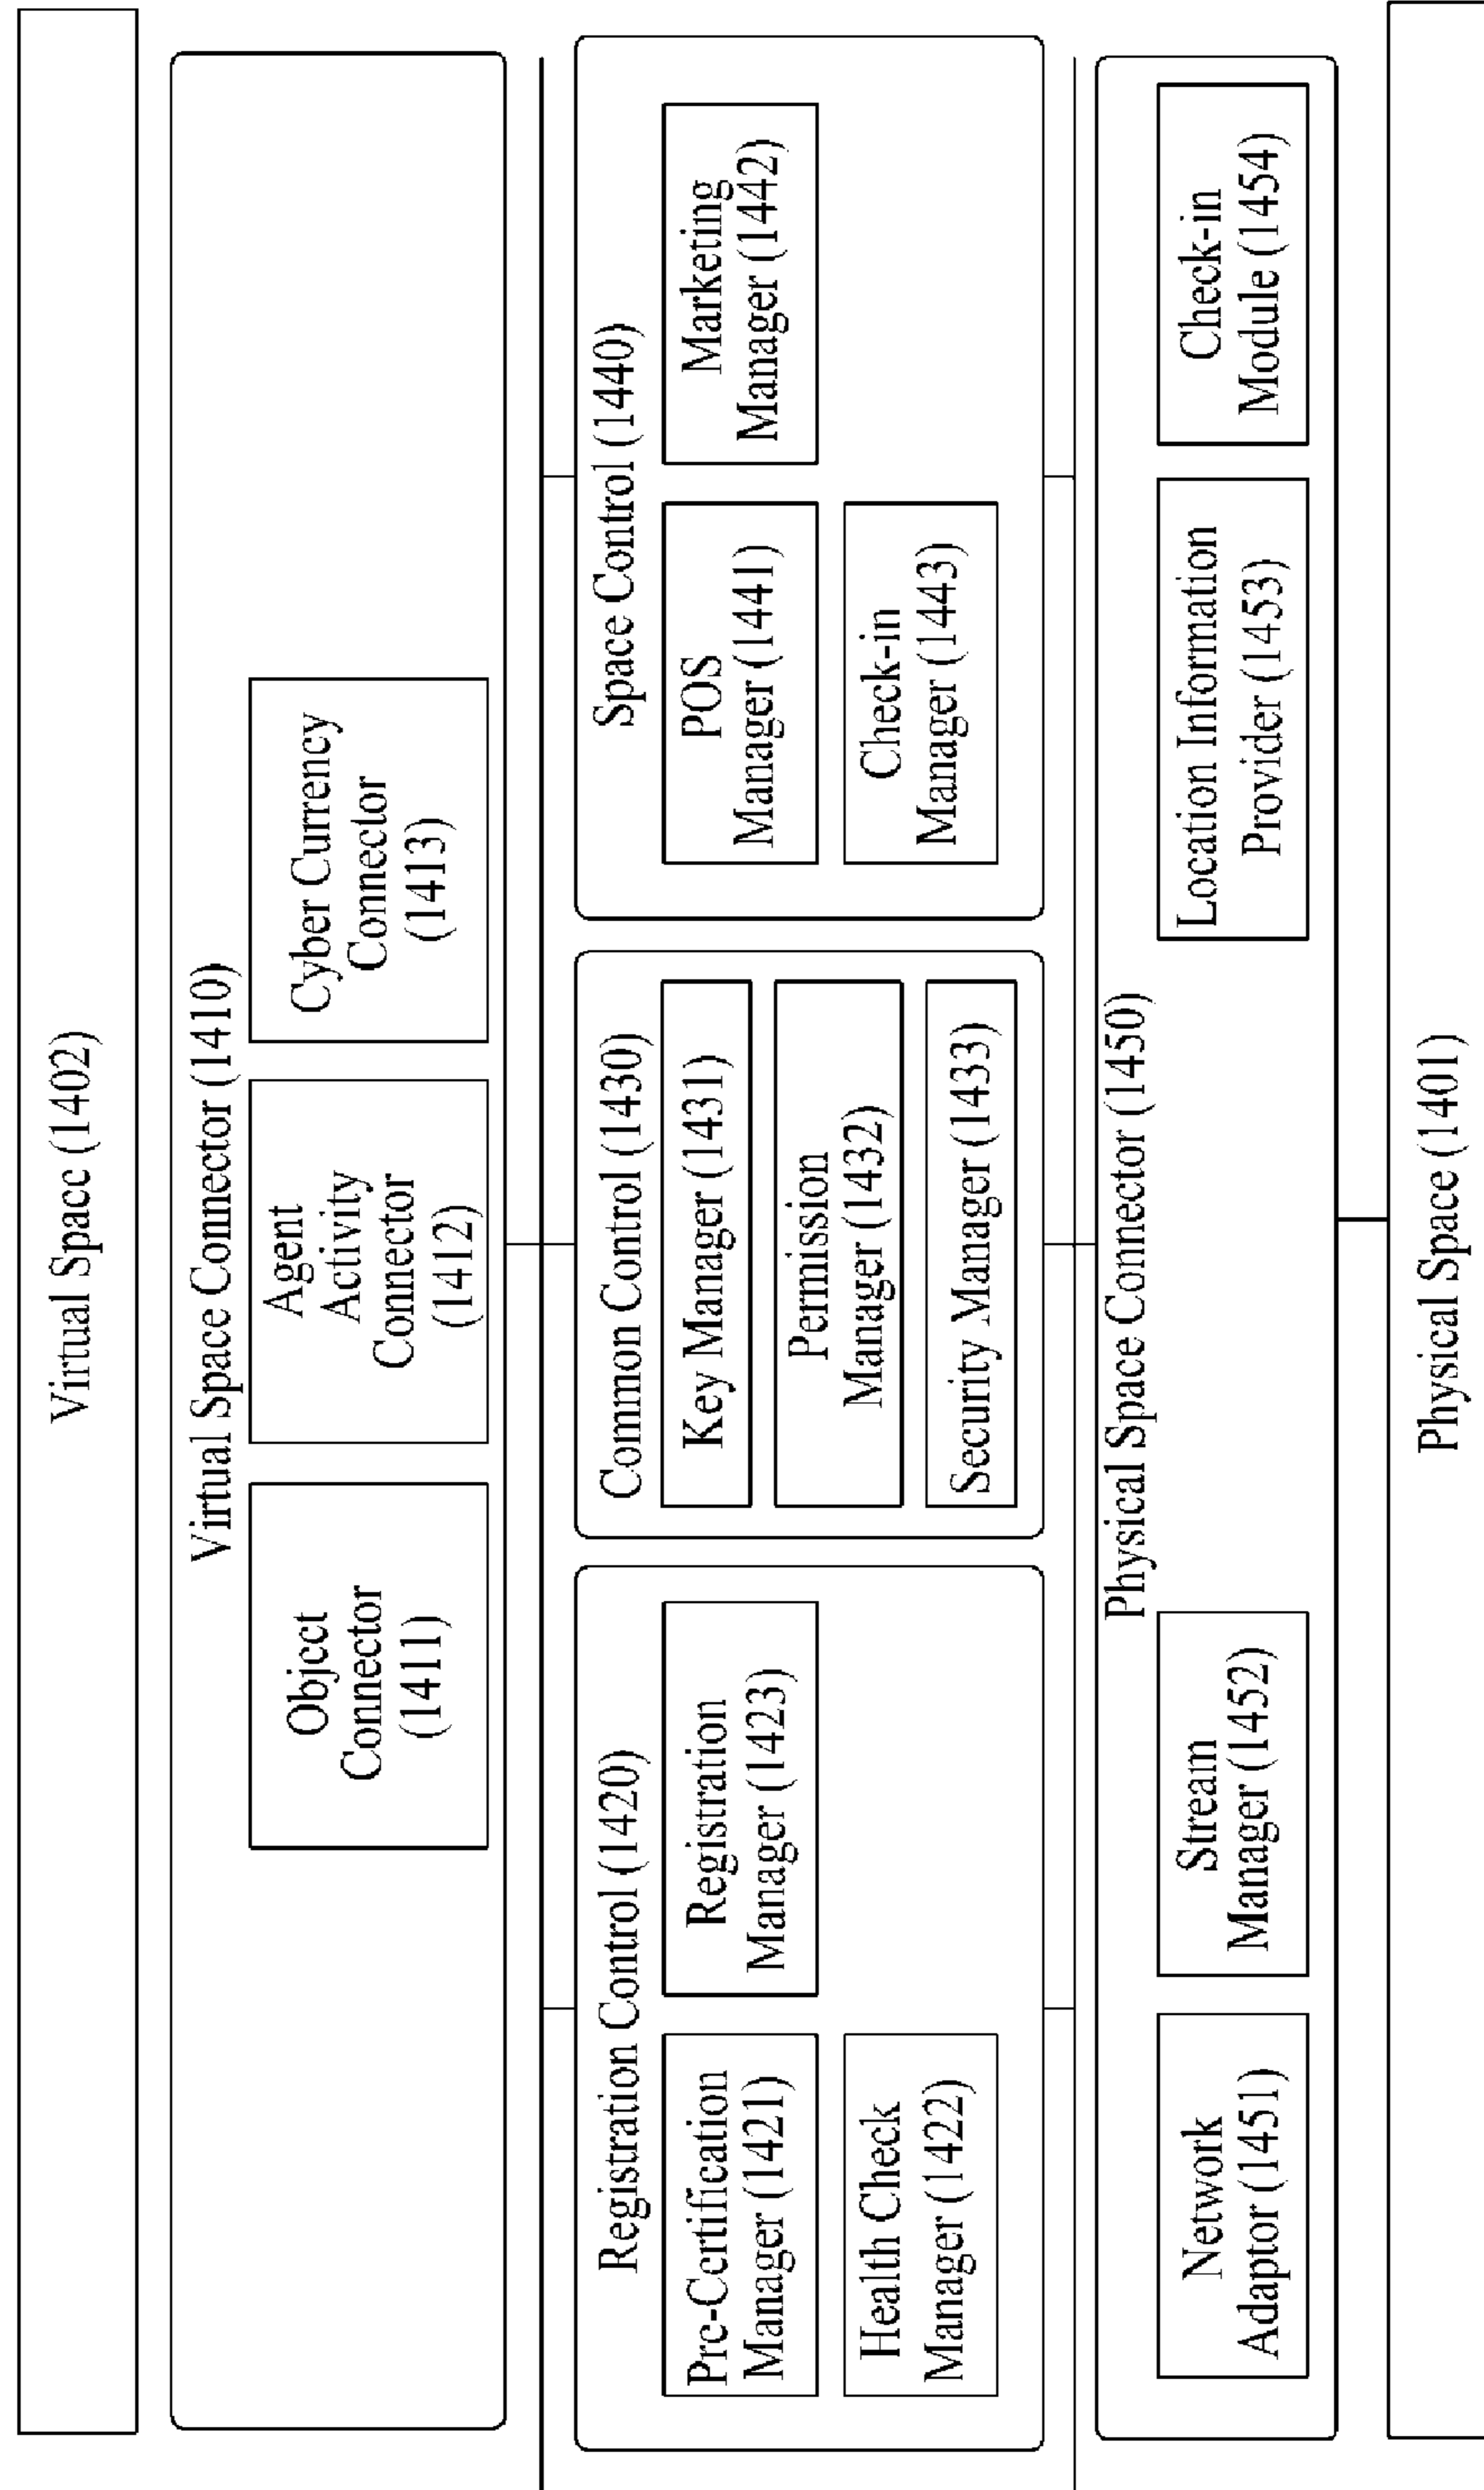 Virtual Space (1402)
Virtual Space Connector (1410)
Object
Connector
(1411)
Agent
Activity
Connector
(1412)
Cyber Currency
Connector
(1413)
Registration Control (1420)
Pre-Certification
Manager (1421)
Registration
Manager (1423)
Health Check
Manager (1422)
Common Control (1430)
Key Manager (1431)
Permission
Manager (1432)
Security Manager (1433)
Space Control (1440)
POS
Manager (1441)
Marketing
Manager (1442)
Check-in
Manager (1443)
Physical Space Connector (1450)
Network
Adaptor (1451)
Stream
Manager (1452)
Location Information
Provider (1453)
Check-in
Module (1454)
Physical Space (1401)